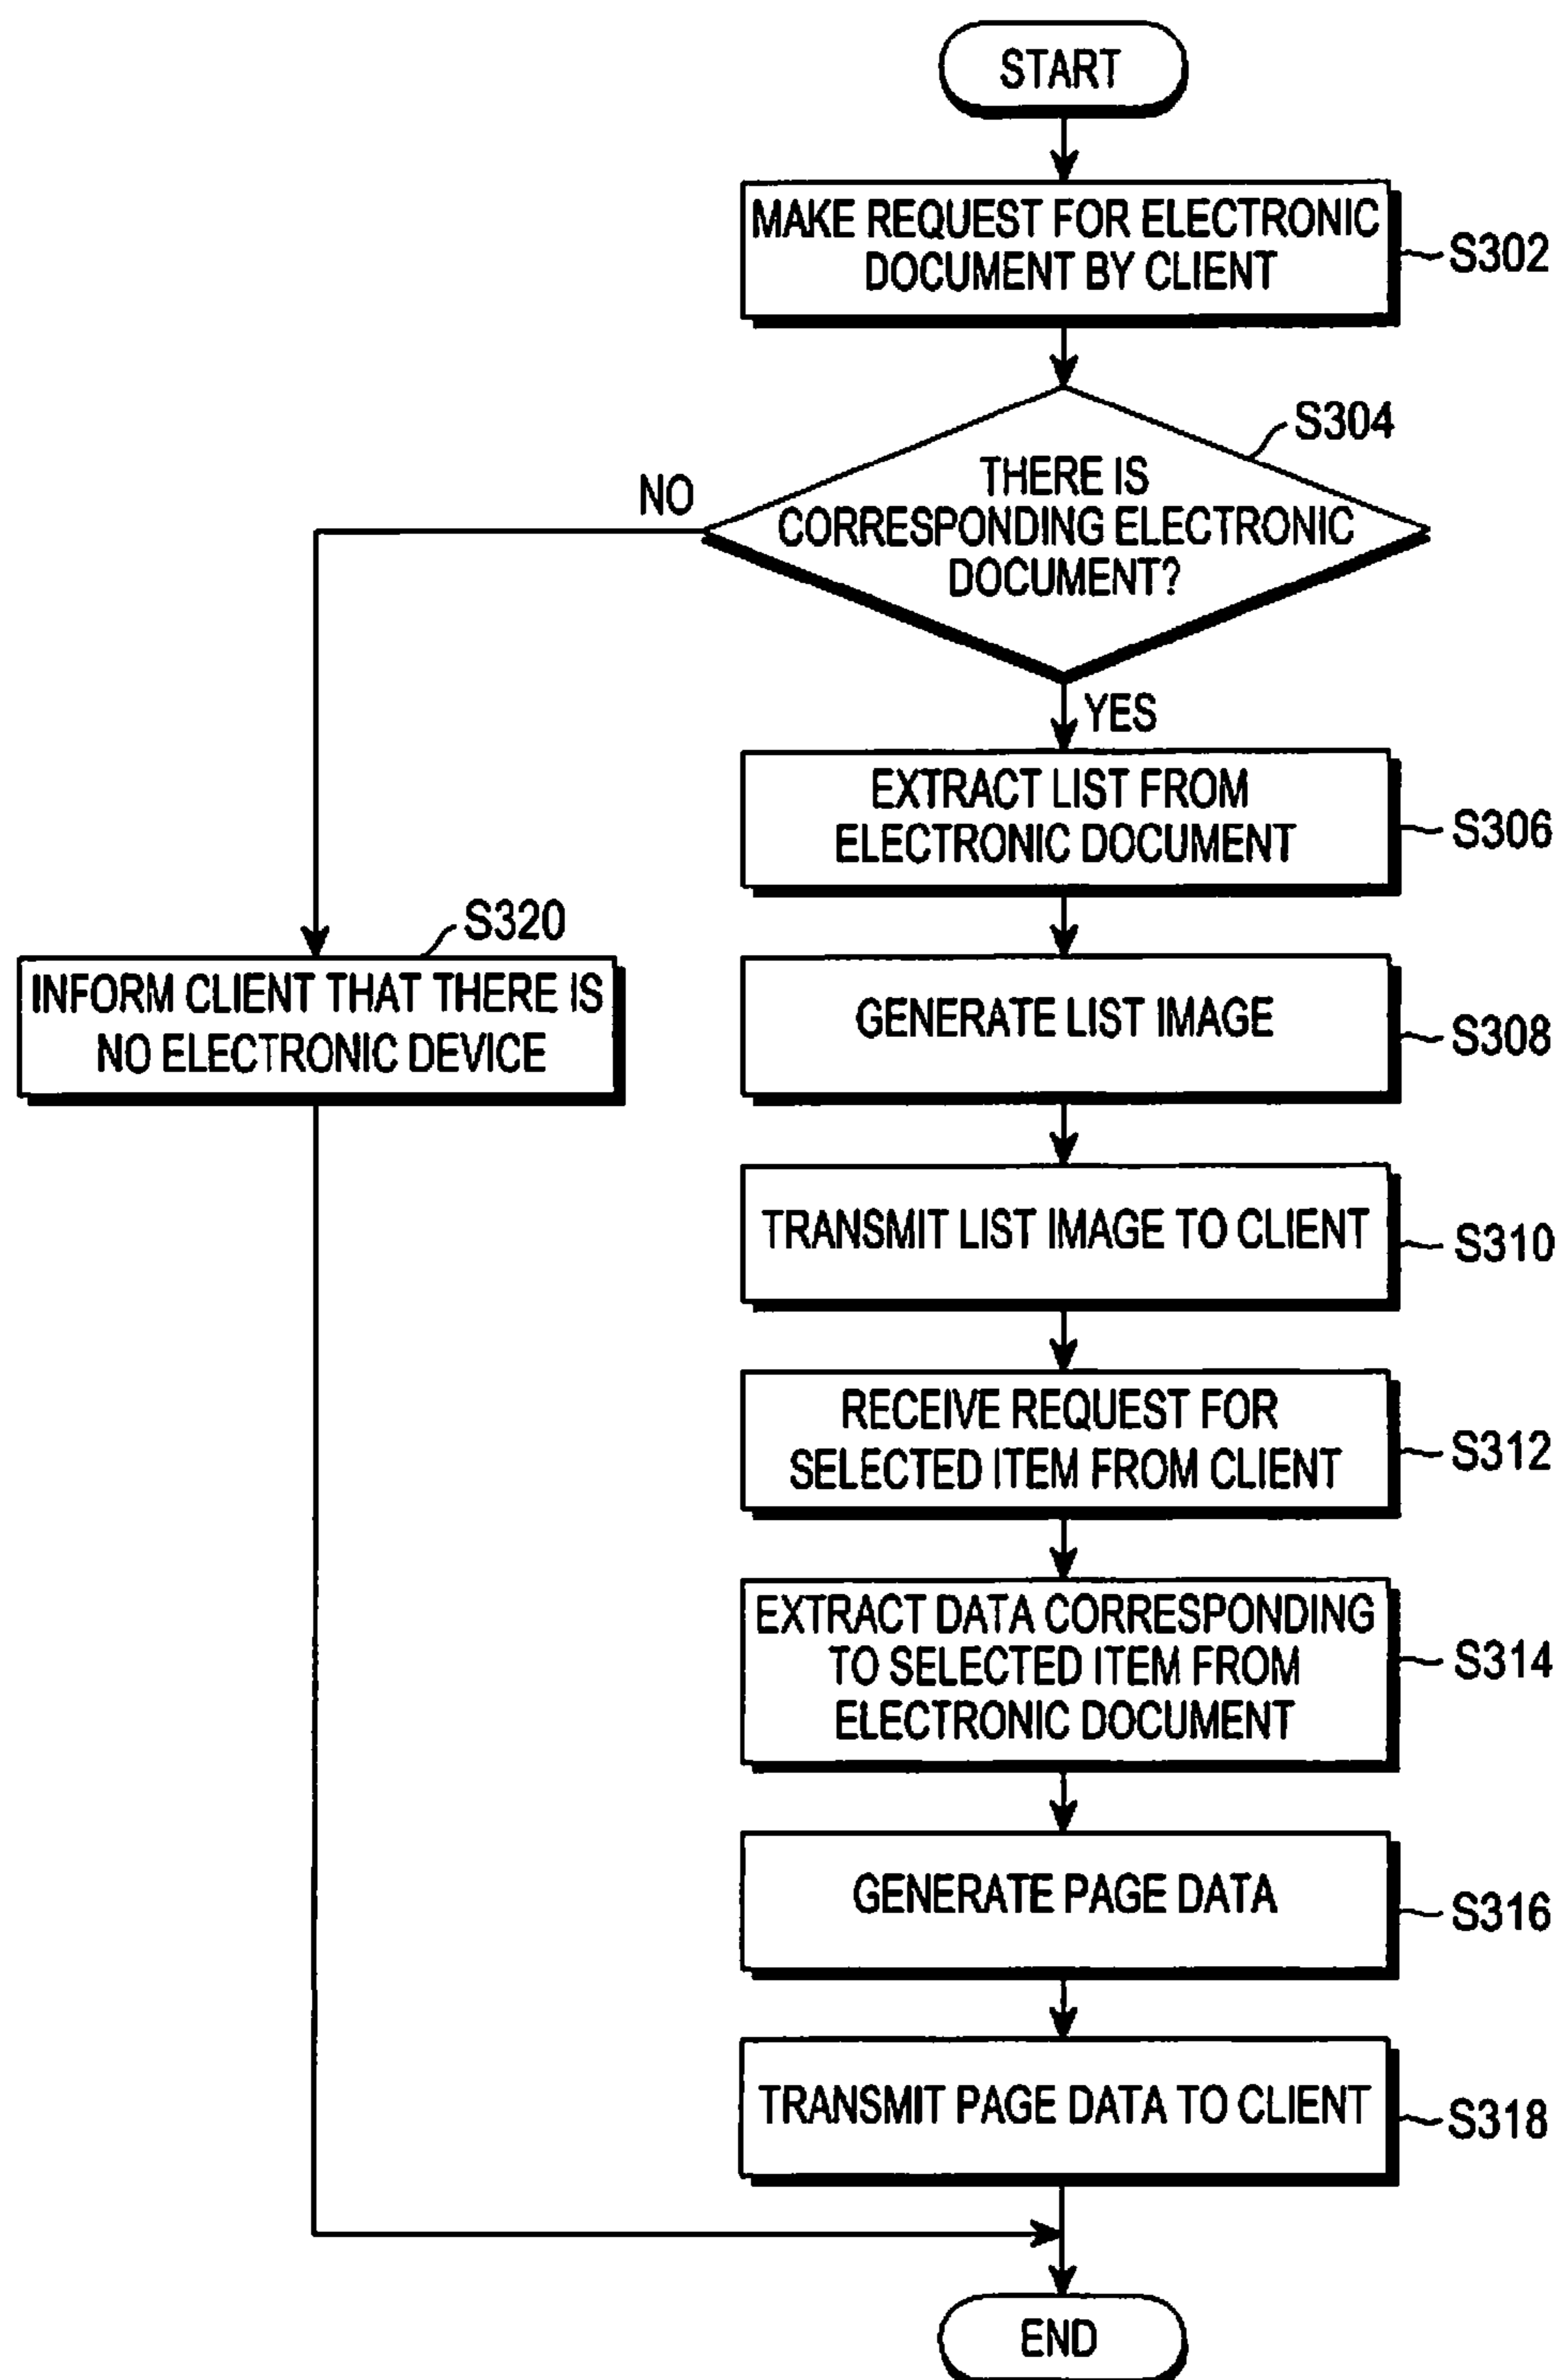 START
MAKE REQUEST FOR ELECTRONIC
DOCUMENT BY CLIENT
S302
S304
THERE IS
CORRESPONDING ELECTRONIC
DOCUMENT?
NO
YES
EXTRACT LIST FROM
ELECTRONIC DOCUMENT
S306
S320
INFORM CLIENT THAT THERE IS
NO ELECTRONIC DEVICE
GENERATE LIST IMAGE
S308
TRANSMIT LIST IMAGE TO CLIENT
S310
RECEIVE REQUEST FOR
SELECTED ITEM FROM CLIENT
S312
EXTRACT DATA CORRESPONDING
TO SELECTED ITEM FROM
ELECTRONIC DOCUMENT
S314
GENERATE PAGE DATA
S316
TRANSMIT PAGE DATA TO CLIENT
S318
END